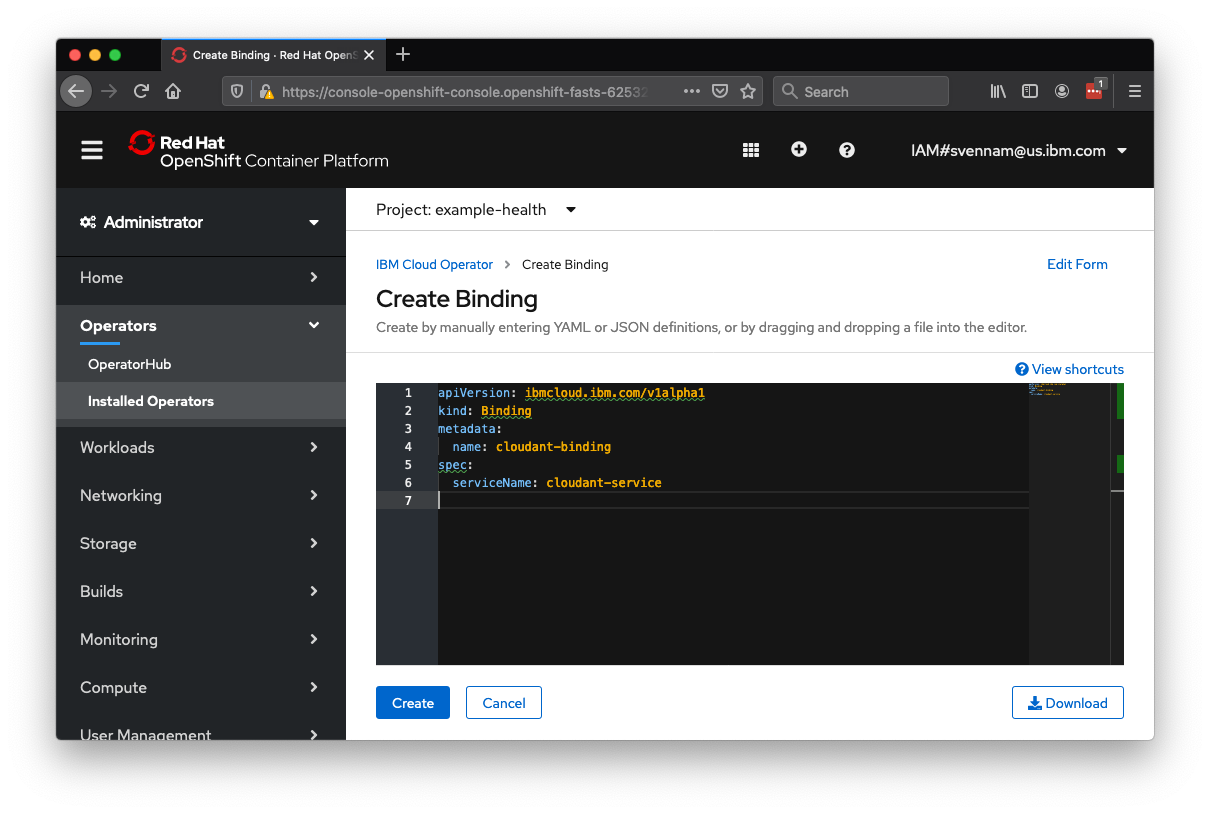 Create Binding · Red Hat OpenS
https://console-openshift-console.openshift-fasts-62532
Search
1
Red Hat
OpenShift Container Platform
IAM#svennam@us.ibm.com
Administrator
Home
Operators
OperatorHub
Installed Operators
Workloads
Networking
Storage
Builds
Monitoring
Compute
User Management
Project: example-health
IBM Cloud Operator > Create Binding
Edit Form
Create Binding
Create by manually entering YAML or JSON definitions, or by dragging and dropping a file into the editor.
View shortcuts
1 apiVersion: ibmcloud.ibm.com/v1alpha1
2 kind: Binding
3 metadata:
4   name: cloudant-binding
5 spec:
6   serviceName: cloudant-service
7
Create
Cancel
Download